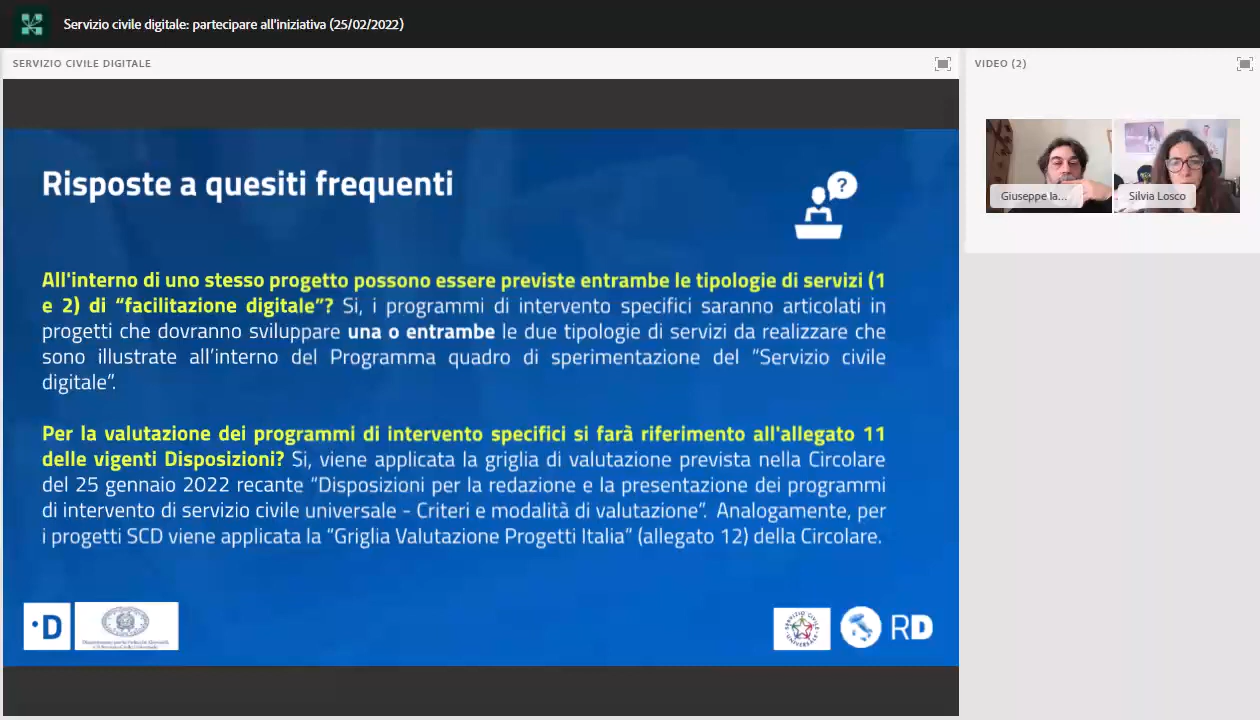 Servizio civile digitale: partecipare all'iniziativa (25/02/2022)
SERVIZIO CIVILE DIGITALE
VIDEO (2)
Giuseppe Ia...
Silvia Losco
Risposte a quesiti frequenti
?
All'interno di uno stesso progetto possono essere previste entrambe le tipologie di servizi (1
e 2) di “facilitazione digitale”? Si, i programmi di intervento specifici saranno articolati in
progetti che dovranno sviluppare una o entrambe le due tipologie di servizi da realizzare che
sono illustrate all’interno del Programma quadro di sperimentazione del “Servizio civile
digitale”.
Per la valutazione dei programmi di intervento specifici si farà riferimento all'allegato 11
delle vigenti Disposizioni? Si, viene applicata la griglia di valutazione prevista nella Circolare
del 25 gennaio 2022 recante “Disposizioni per la redazione e la presentazione dei programmi
di intervento di servizio civile universale - Criteri e modalità di valutazione”. Analogamente, per
i progetti SCD viene applicata la “Griglia Valutazione Progetti Italia” (allegato 12) della Circolare.
D
SERVIZIO CIVILE UNIVERSALE
RD